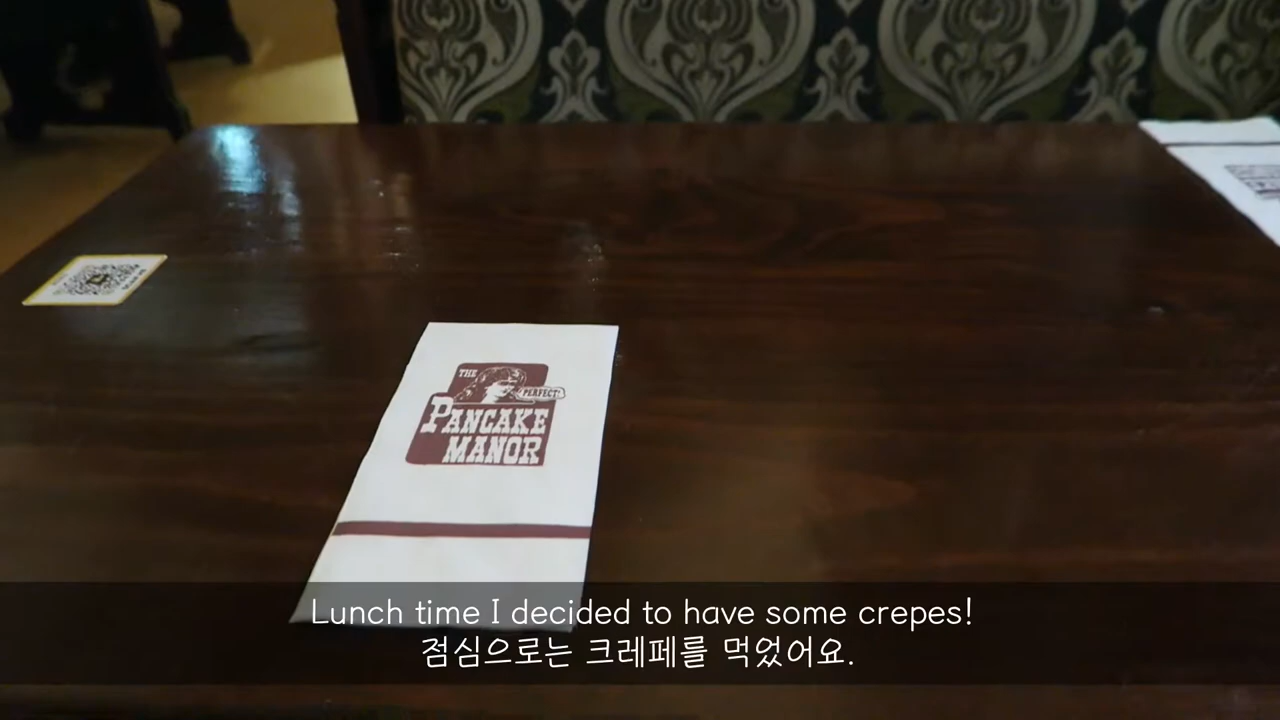 THE
PERFECT!
PANCAKE
MANOR
Lunch time I decided to have some crepes!
점심으로는 크레페를 먹었어요.